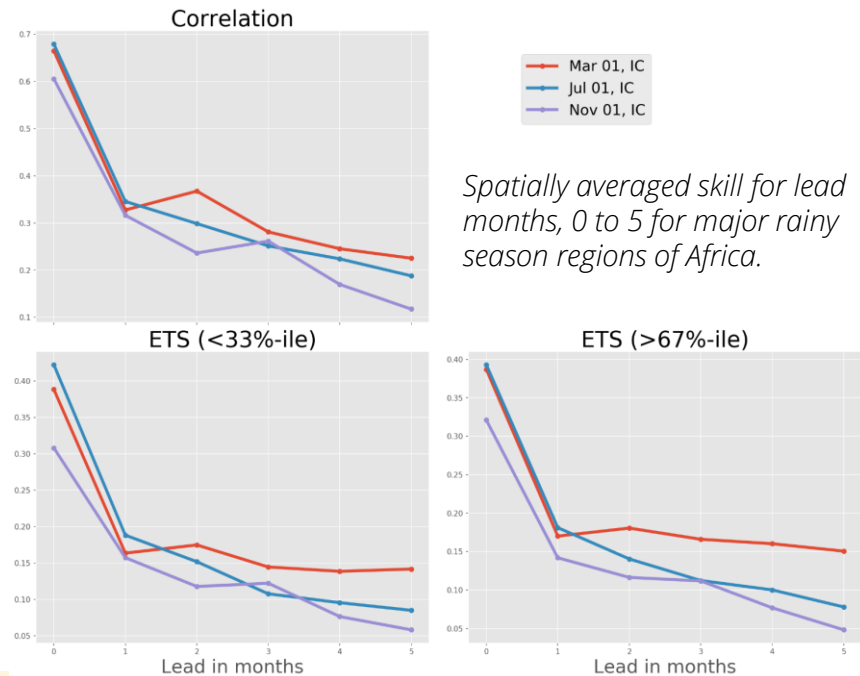 Correlation
0.7
0.6
0.5
0.4
0.3
0.2
0.1
Mar 01, IC
Jul 01, IC
Nov 01, IC
Spatially averaged skill for lead
months, 0 to 5 for major rainy
season regions of Africa.
ETS (<33%-ile)
0.40
0.35
0.30
0.25
0.20
0.15
0.10
0.05
0 1 2 3 4 5
Lead in months
ETS (>67%-ile)
0.40
0.35
0.30
0.25
0.20
0.15
0.10
0.05
0 1 2 3 4 5
Lead in months